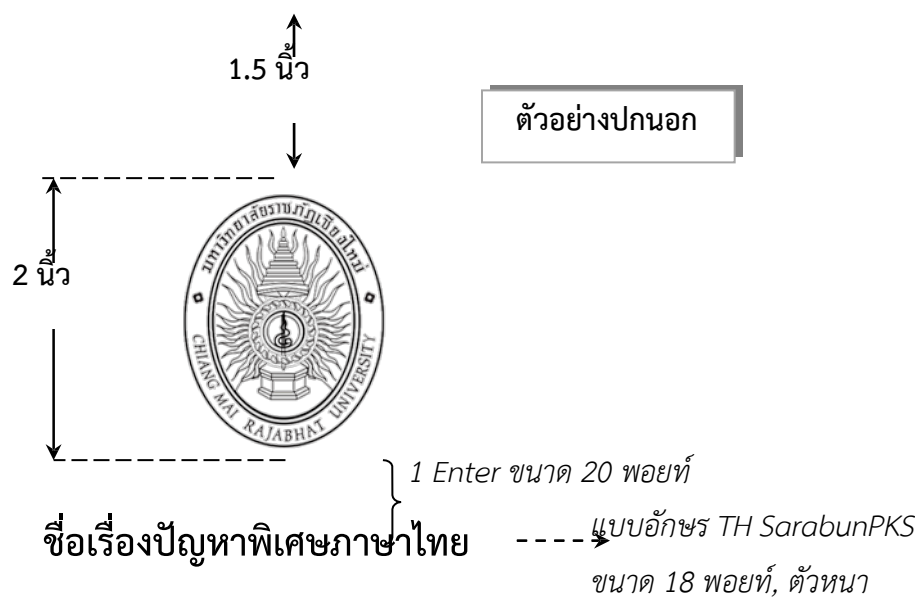 1.5 นิ้ว
ตัวอย่างปกนอก
มหาวิทยาลัยราชภัฏเชียงใหม่
2 นิ้ว
CHIANG MAI RAJABHAT UNIVERSITY
1 Enter ขนาด 20 พอยท์
ชื่อเรื่องปัญหาพิเศษภาษาไทย
แบบอักษร TH SarabunPKS
ขนาด 18 พอยท์, ตัวหนา